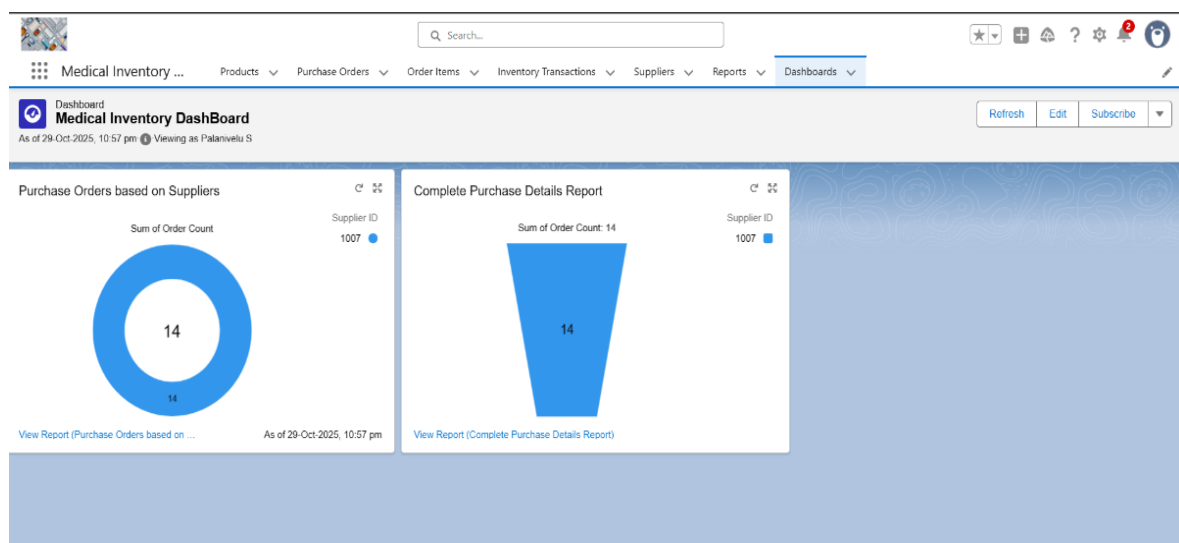 Search...
2
Medical Inventory ... Products Purchase Orders Order Items Inventory Transactions Suppliers Reports Dashboards
Dashboard
Medical Inventory DashBoard
As of 29-Oct-2025, 10:57 pm Viewing as Palanivelu S
Refresh Edit Subscribe
Purchase Orders based on Suppliers
Sum of Order Count
Supplier ID
1007
14
14
View Report (Purchase Orders based on ... As of 29-Oct-2025, 10:57 pm
Complete Purchase Details Report
Sum of Order Count: 14
Supplier ID
1007
14
View Report (Complete Purchase Details Report)